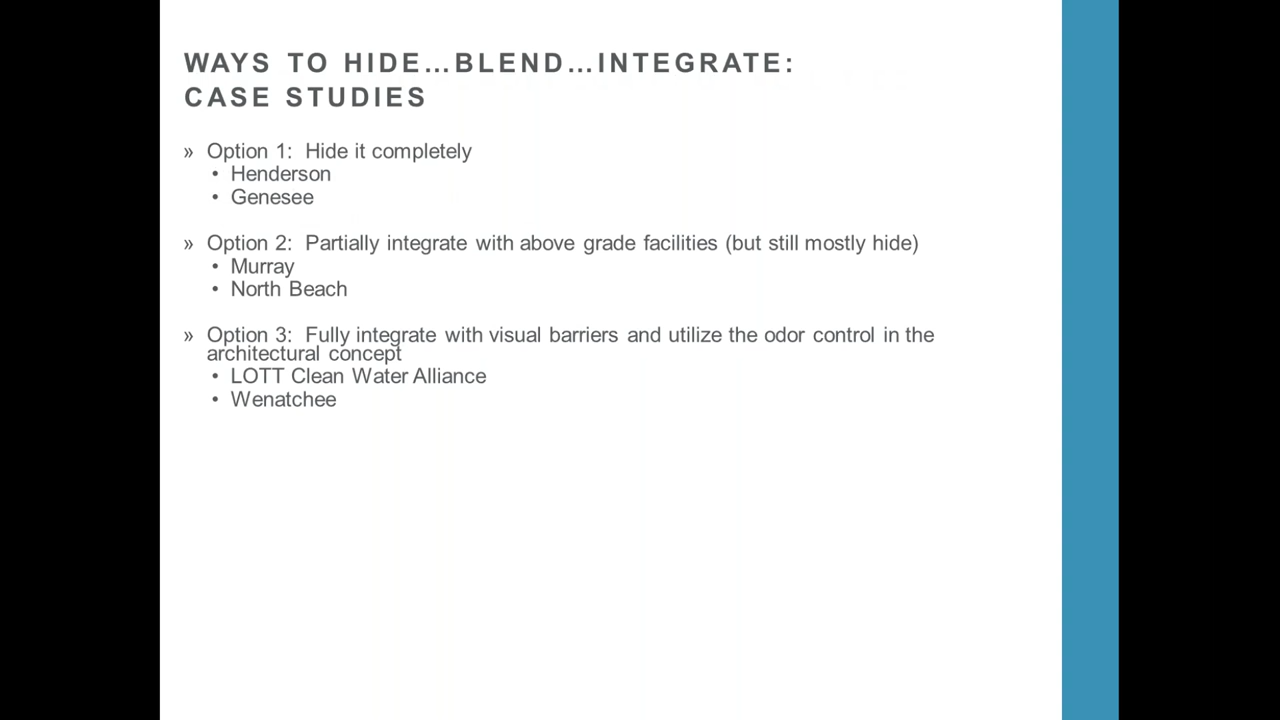 WAYS TO HIDE…BLEND…INTEGRATE:
CASE STUDIES
» Option 1: Hide it completely
• Henderson
• Genesee
» Option 2: Partially integrate with above grade facilities (but still mostly hide)
• Murray
• North Beach
» Option 3: Fully integrate with visual barriers and utilize the odor control in the
architectural concept
• LOTT Clean Water Alliance
• Wenatchee